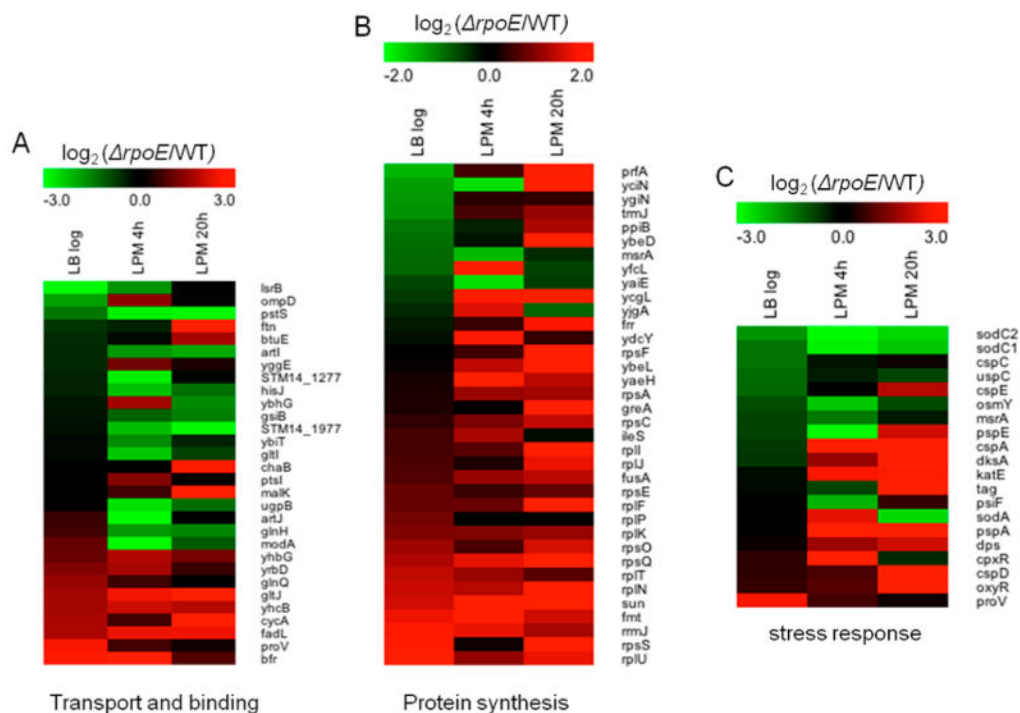 A
log2 (ΔrpoE/WT)
-3.0 0.0 3.0
LB log
LPM 4h
LPM 20h
lsrB
ompD
pstS
ftn
btuE
artI
yggE
STM14_1277
hisJ
ybhG
gsiB
STM14_1977
ybiT
gltI
chaB
ptsI
malK
ugpB
artJ
glnH
modA
yhbG
yrbD
glnQ
gltJ
yhcB
cycA
fadL
proV
bfr
Transport and binding
B
log2 (ΔrpoE/WT)
-2.0 0.0 2.0
LB log
LPM 4h
LPM 20h
prfA
yciN
ygiN
trmJ
ppiB
ybeD
msrA
yfcL
yaiE
ycgL
yjgA
frr
ydcY
rpsF
ybeL
yaeH
rpsA
greA
rpsC
ileS
rplI
rplJ
fusA
rpsE
rplF
rplP
rplK
rpsO
rpsQ
rplT
rplN
sun
fmt
rrmJ
rpsS
rplU
Protein synthesis
C
log2 (ΔrpoE/WT)
-3.0 0.0 3.0
LB log
LPM 4h
LPM 20h
sodC2
sodC1
cspC
uspC
cspE
osmY
msrA
pspE
cspA
dksA
katE
tag
psiF
sodA
pspA
dps
cpxR
cspD
oxyR
proV
stress response